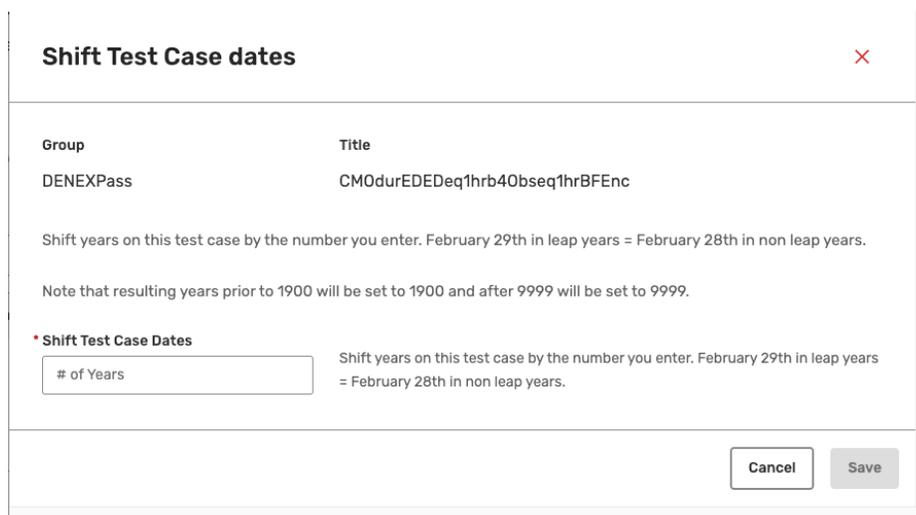 Shift Test Case dates
Group
Title
DENEXPass
CMOdurEDEDeq1hrb4Obseq1hrBFEnc
Shift years on this test case by the number you enter. February 29th in leap years = February 28th in non leap years.
Note that resulting years prior to 1900 will be set to 1900 and after 9999 will be set to 9999.
* Shift Test Case Dates
# of Years
Shift years on this test case by the number you enter. February 29th in leap years
= February 28th in non leap years.
Cancel
Save